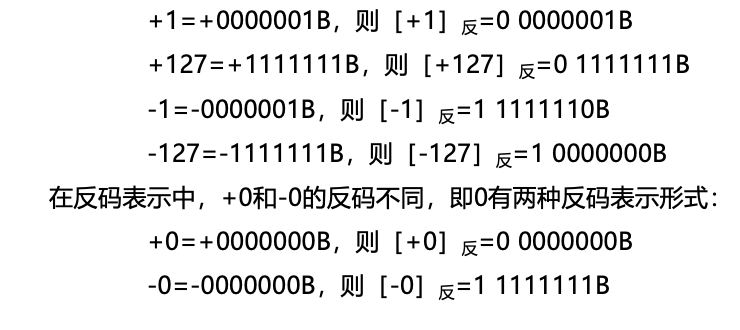 +1=+0000001B，则［+1］反=0 0000001B
+127=+1111111B，则［+127］反=0 1111111B
-1=-0000001B，则［-1］反=1 1111110B
-127=-1111111B，则［-127］反=1 0000000B
在反码表示中，+0和-0的反码不同，即0有两种反码表示形式：
+0=+0000000B，则［+0］反=0 0000000B
-0=-0000000B，则［-0］反=1 1111111B